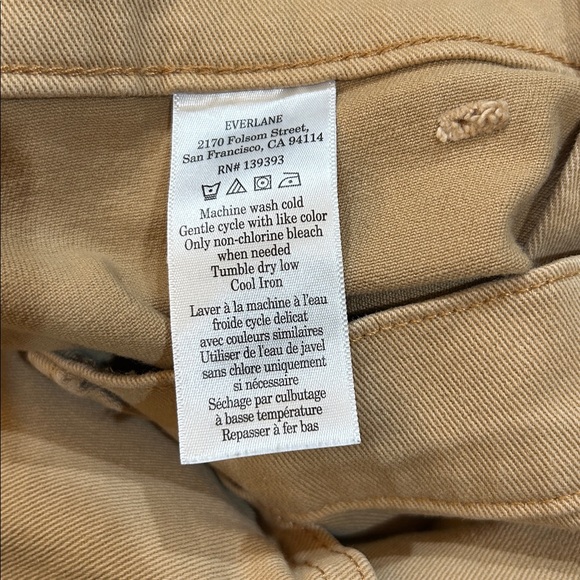 EVERLANE
2170 Folsom Street,
San Francisco, CA 94114
RN# 139393
Machine wash cold
Gentle cycle with like color
Only non-chlorine bleach
when needed
Tumble dry low
Cool Iron
Laver à la machine à l'eau
froide cycle delicat
avec couleurs similaires
Utiliser de l'eau de javel
sans chlore uniquement
si nécessaire
Séchage par culbutage
à basse température
Repasser à fer bas